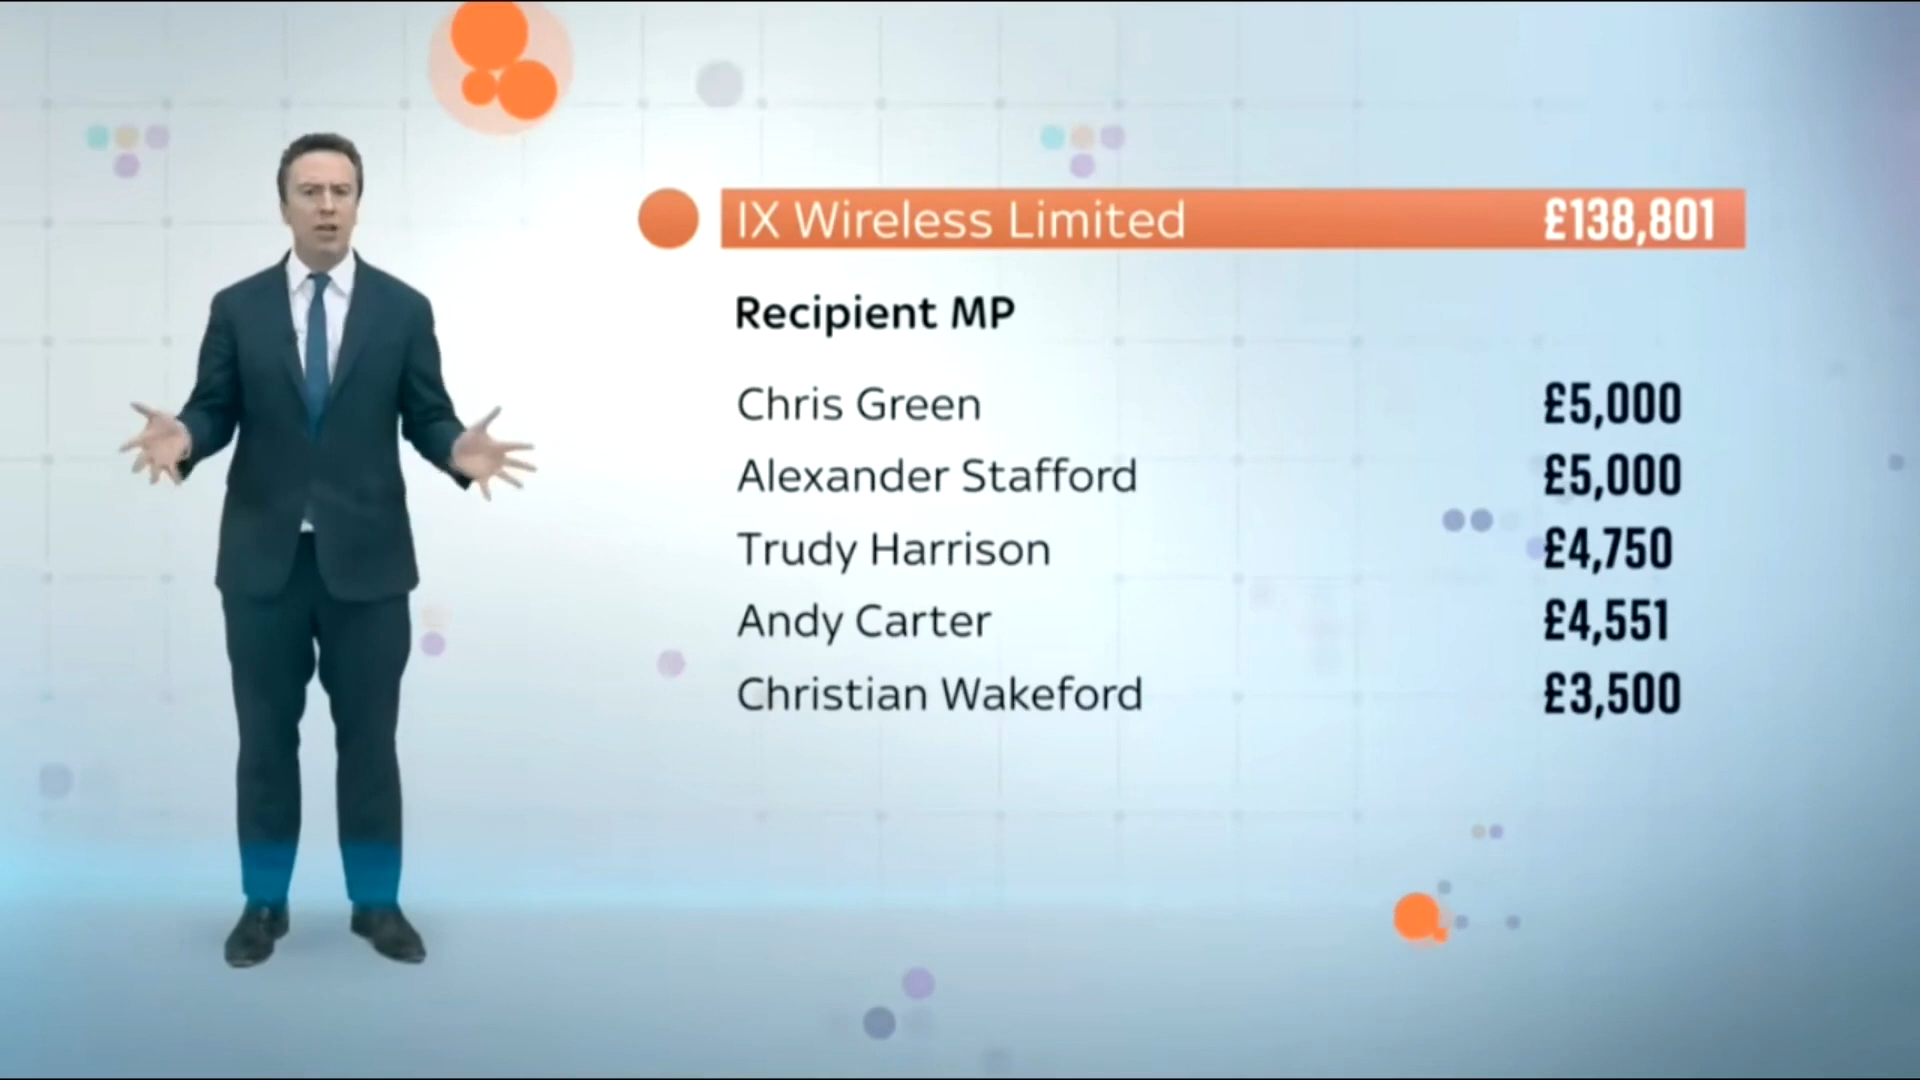 IX Wireless Limited £138,801
Recipient MP
Chris Green £5,000
Alexander Stafford £5,000
Trudy Harrison £4,750
Andy Carter £4,551
Christian Wakeford £3,500